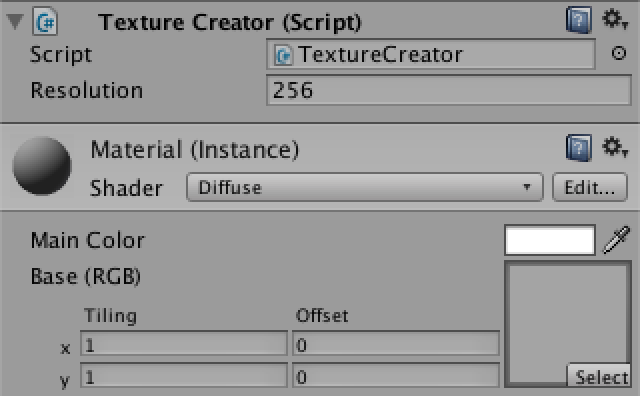 Texture Creator (Script)
Script TextureCreator
Resolution 256
Material (Instance)
Shader Diffuse Edit...
Main Color
Base (RGB)
Tiling Offset
x 1 0
y 1 0 Select